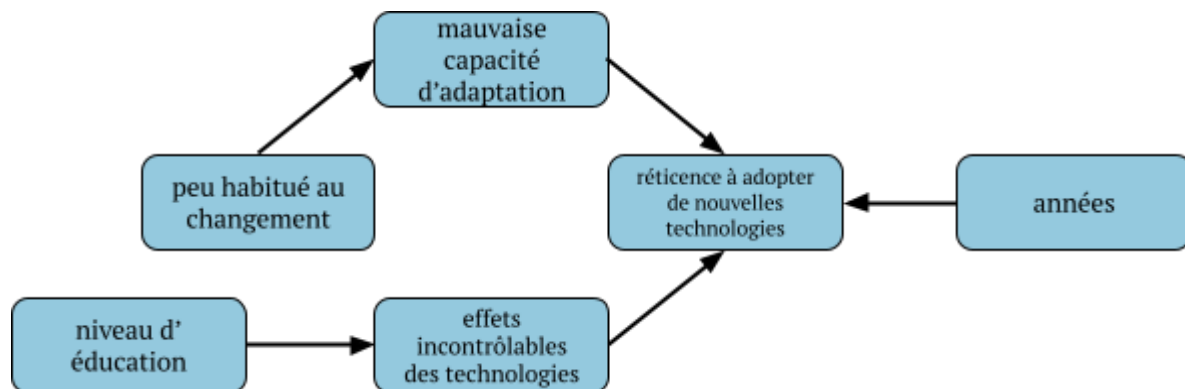 mauvaise
capacité
d’adaptation
peu habitué au
changement
réticence à adopter
de nouvelles
technologies
années
niveau d’
éducation
effets
incontrôlables
des technologies